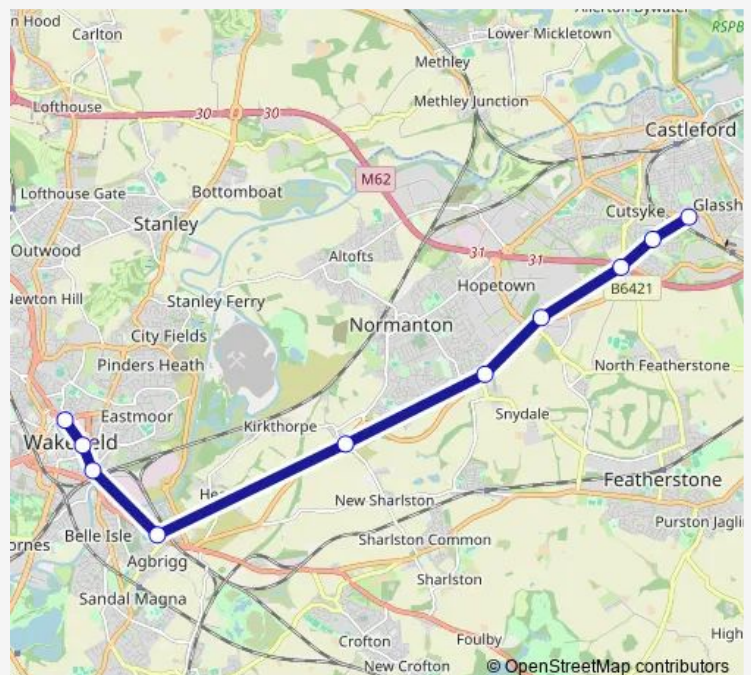 n Hood
Carlton
Lower Mickletown
RSPB
Methley
Lofthouse
30
30
Methley Junction
Castleford
M62
Lofthouse Gate
Bottomboat
Stanley
Cutsyke
Glassh
Outwood
Altofts
31
31
Newton Hill
Stanley Ferry
Hopetown
B6421
City Fields
Normanton
Pinders Heath
North Featherstone
Eastmoor
Snydale
Kirkthorpe
Wakefield
Featherstone
He
New Sharlston
Purston Jagli
Belle Isle
Sharlston Common
ornes
Agbrigg
Sharlston
Sandal Magna
High
Crofton
Foulby
New Crofton
© OpenStreetMap contributors